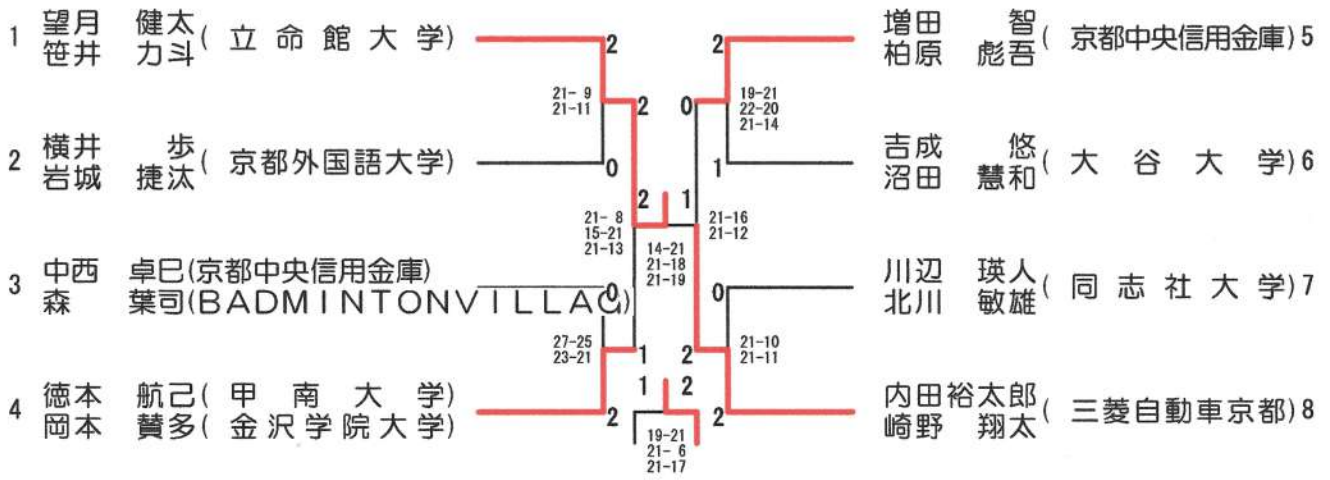 1 望月 健太 (立命館大学)
笹井 力斗
2 横井 歩 (京都外国語大学)
岩城 捷汰
3 中西 卓巳(京都中央信用金庫)
森 葉司(BADMINTONVILLAG)
4 徳本 航己(甲南大学)
岡本 賛多(金沢学院大学)
2
21- 9
21-11
0
2
21- 8
15-21
21-13
0
27-25
23-21
2
1
2
1
14-21
21-18
21-19
1 2
19-21
21- 6
21-17
2
19-21
22-20
21-14
1
0
21-16
21-12
0
21-10
21-11
2
2
増田 智 (京都中央信用金庫) 5
柏原 彪吾
吉成 悠 (大谷大学) 6
沼田 慧和
川辺 瑛人 (同志社大学) 7
北川 敏雄
内田裕太郎 (三菱自動車京都) 8
崎野 翔太